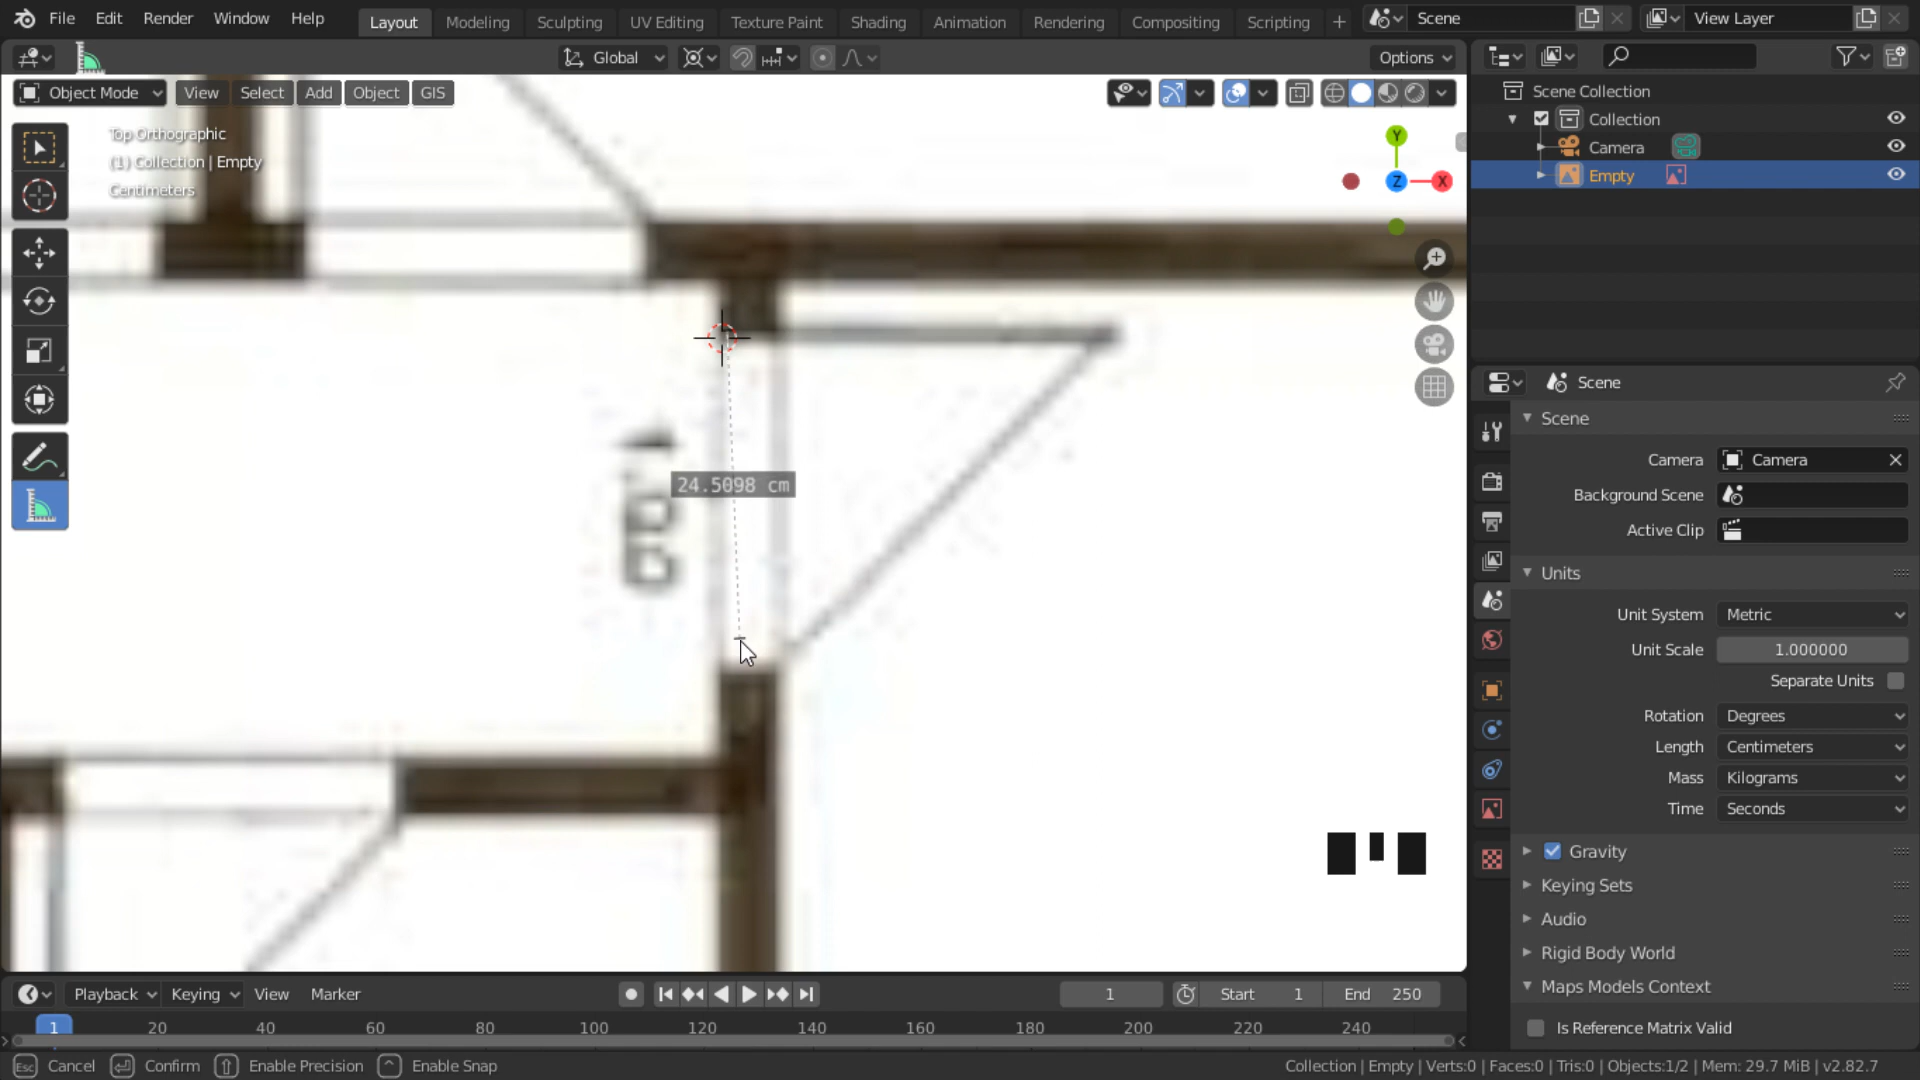 File Edit Render Window Help
Layout Modeling Sculpting UV Editing Texture Paint Shading Animation Rendering Compositing Scripting +
Scene
View Layer
Global
Options
Object Mode View Select Add Object GIS
Top Orthographic
(1) Collection | Empty
Centimeters
Y
Z
X
24.5098 cm
Scene Collection
Collection
Camera
Empty
Scene
Scene
Camera Camera
Background Scene
Active Clip
Units
Unit System Metric
Unit Scale 1.000000
Separate Units
Rotation Degrees
Length Centimeters
Mass Kilograms
Time Seconds
Gravity
Keying Sets
Audio
Rigid Body World
Maps Models Context
Is Reference Matrix Valid
Playback Keying View Marker
1
Start 1
End 250
1 20 40 60 80 100 120 140 160 180 200 220 240
Esc Cancel Confirm Enable Precision Enable Snap
Collection | Empty | Verts:0 | Faces:0 | Tris:0 | Objects:1/2 | Mem: 29.7 MiB | v2.82.7